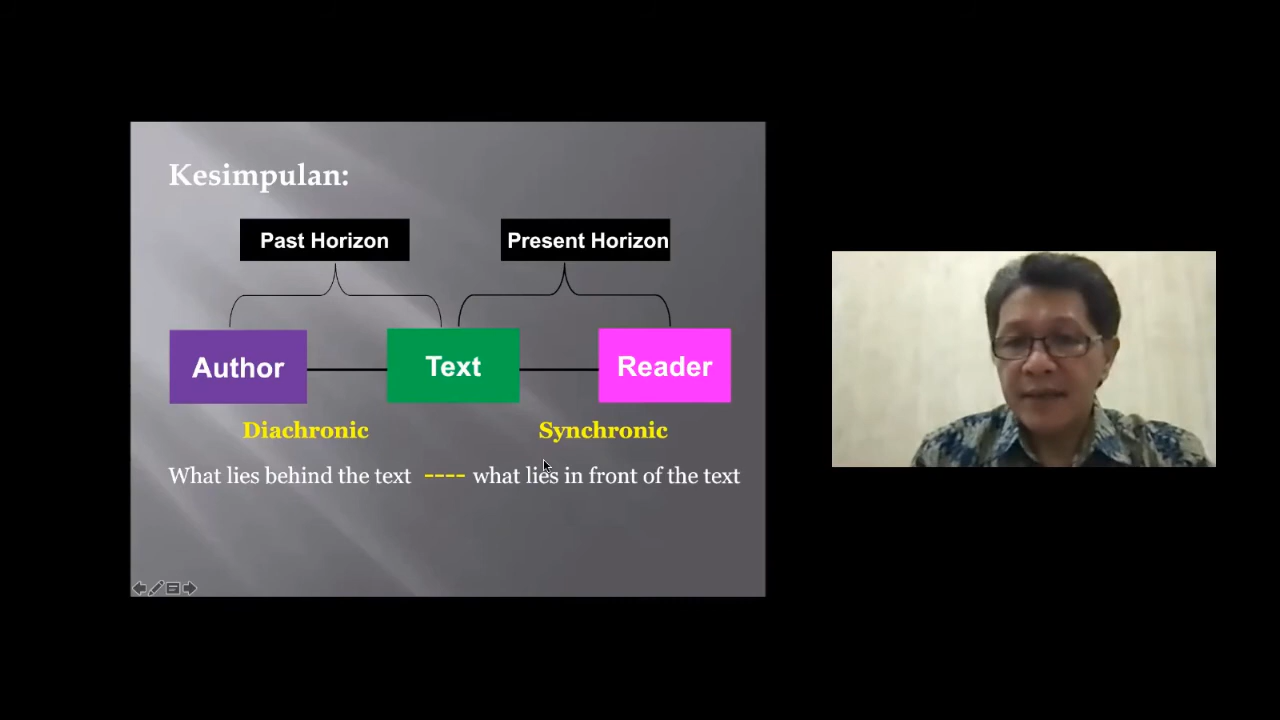 Kesimpulan:
Past Horizon
Present Horizon
Author
Text
Reader
Diachronic
Synchronic
What lies behind the text ---- what lies in front of the text